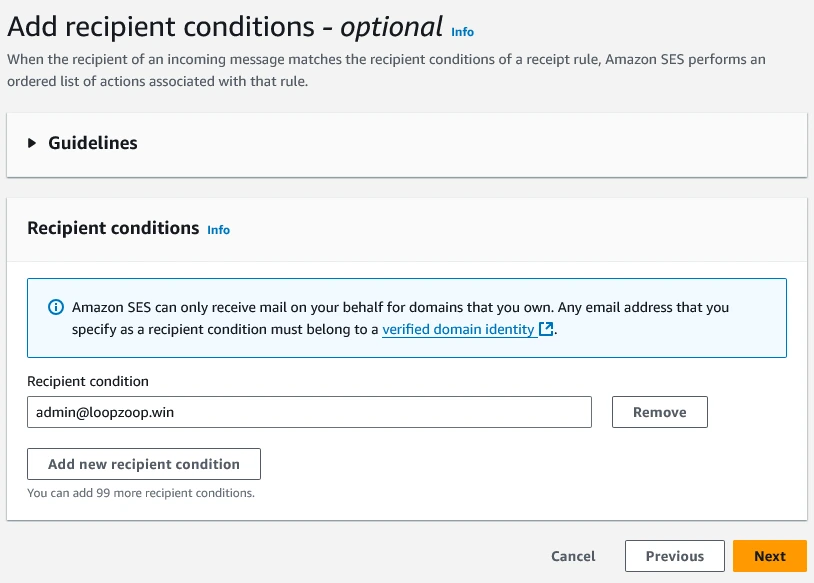 Add recipient conditions - optional Info
When the recipient of an incoming message matches the recipient conditions of a receipt rule, Amazon SES performs an
ordered list of actions associated with that rule.
Guidelines
Recipient conditions Info
Amazon SES can only receive mail on your behalf for domains that you own. Any email address that you
specify as a recipient condition must belong to a verified domain identity.
Recipient condition
admin@loopzoop.win Remove
Add new recipient condition
You can add 99 more recipient conditions.
Cancel Previous Next